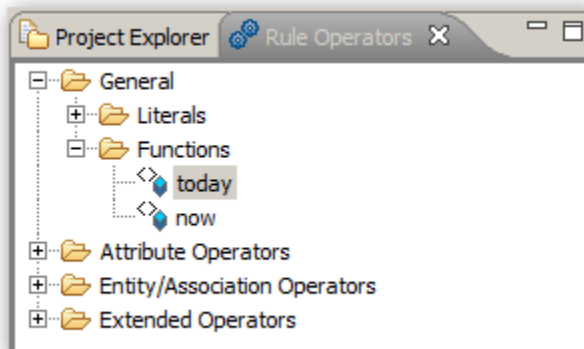 Project Explorer Rule Operators
General
Literals
Functions
today
now
Attribute Operators
Entity/Association Operators
Extended Operators